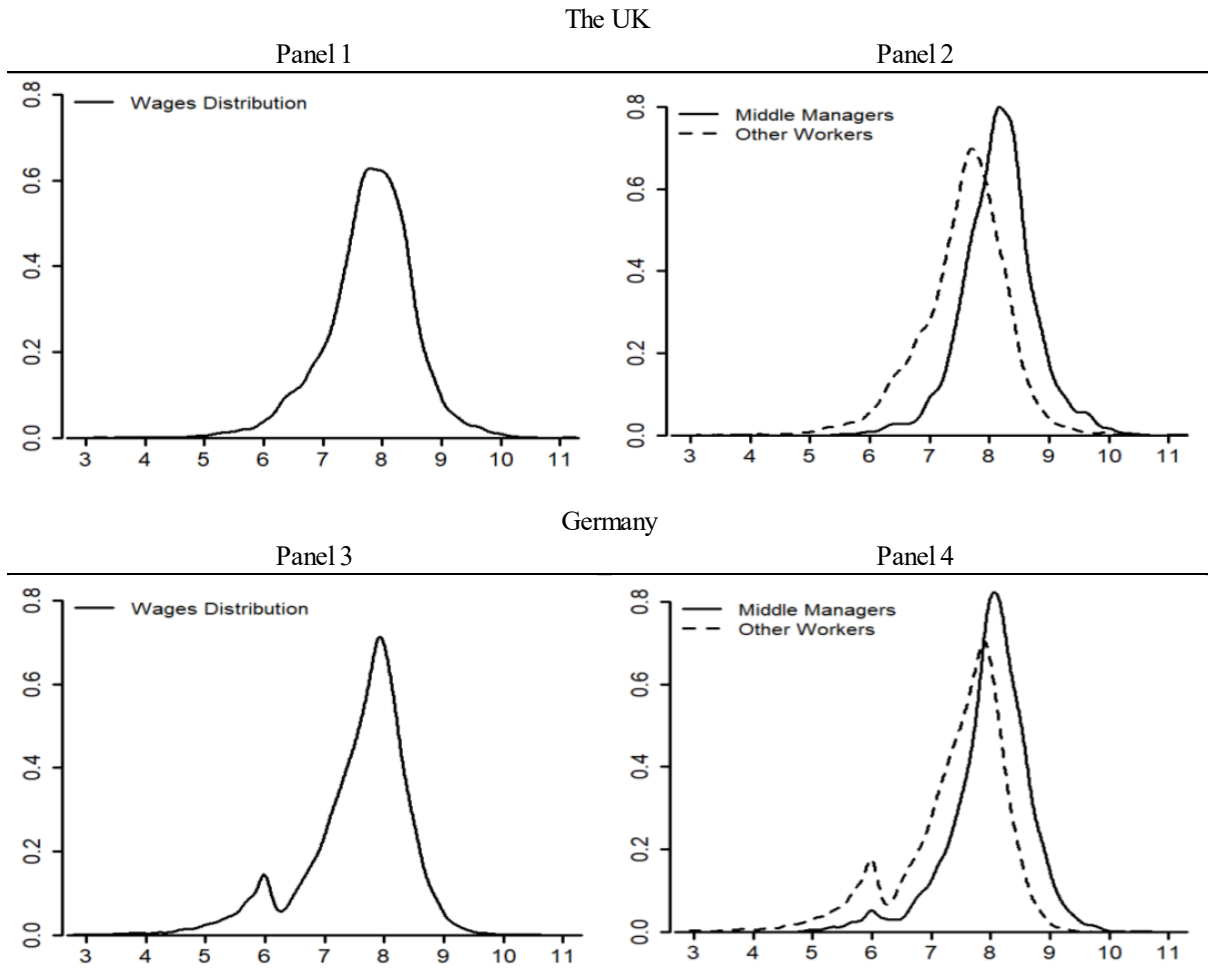 The UK
Panel 1
Panel 2
0.8
0.6
0.4
0.2
0.0
Wages Distribution
3 4 5 6 7 8 9 10 11
0.8
0.6
0.4
0.2
0.0
Middle Managers
Other Workers
3 4 5 6 7 8 9 10 11
Germany
Panel 3
Panel 4
0.8
0.6
0.4
0.2
0.0
Wages Distribution
3 4 5 6 7 8 9 10 11
0.8
0.6
0.4
0.2
0.0
Middle Managers
Other Workers
3 4 5 6 7 8 9 10 11